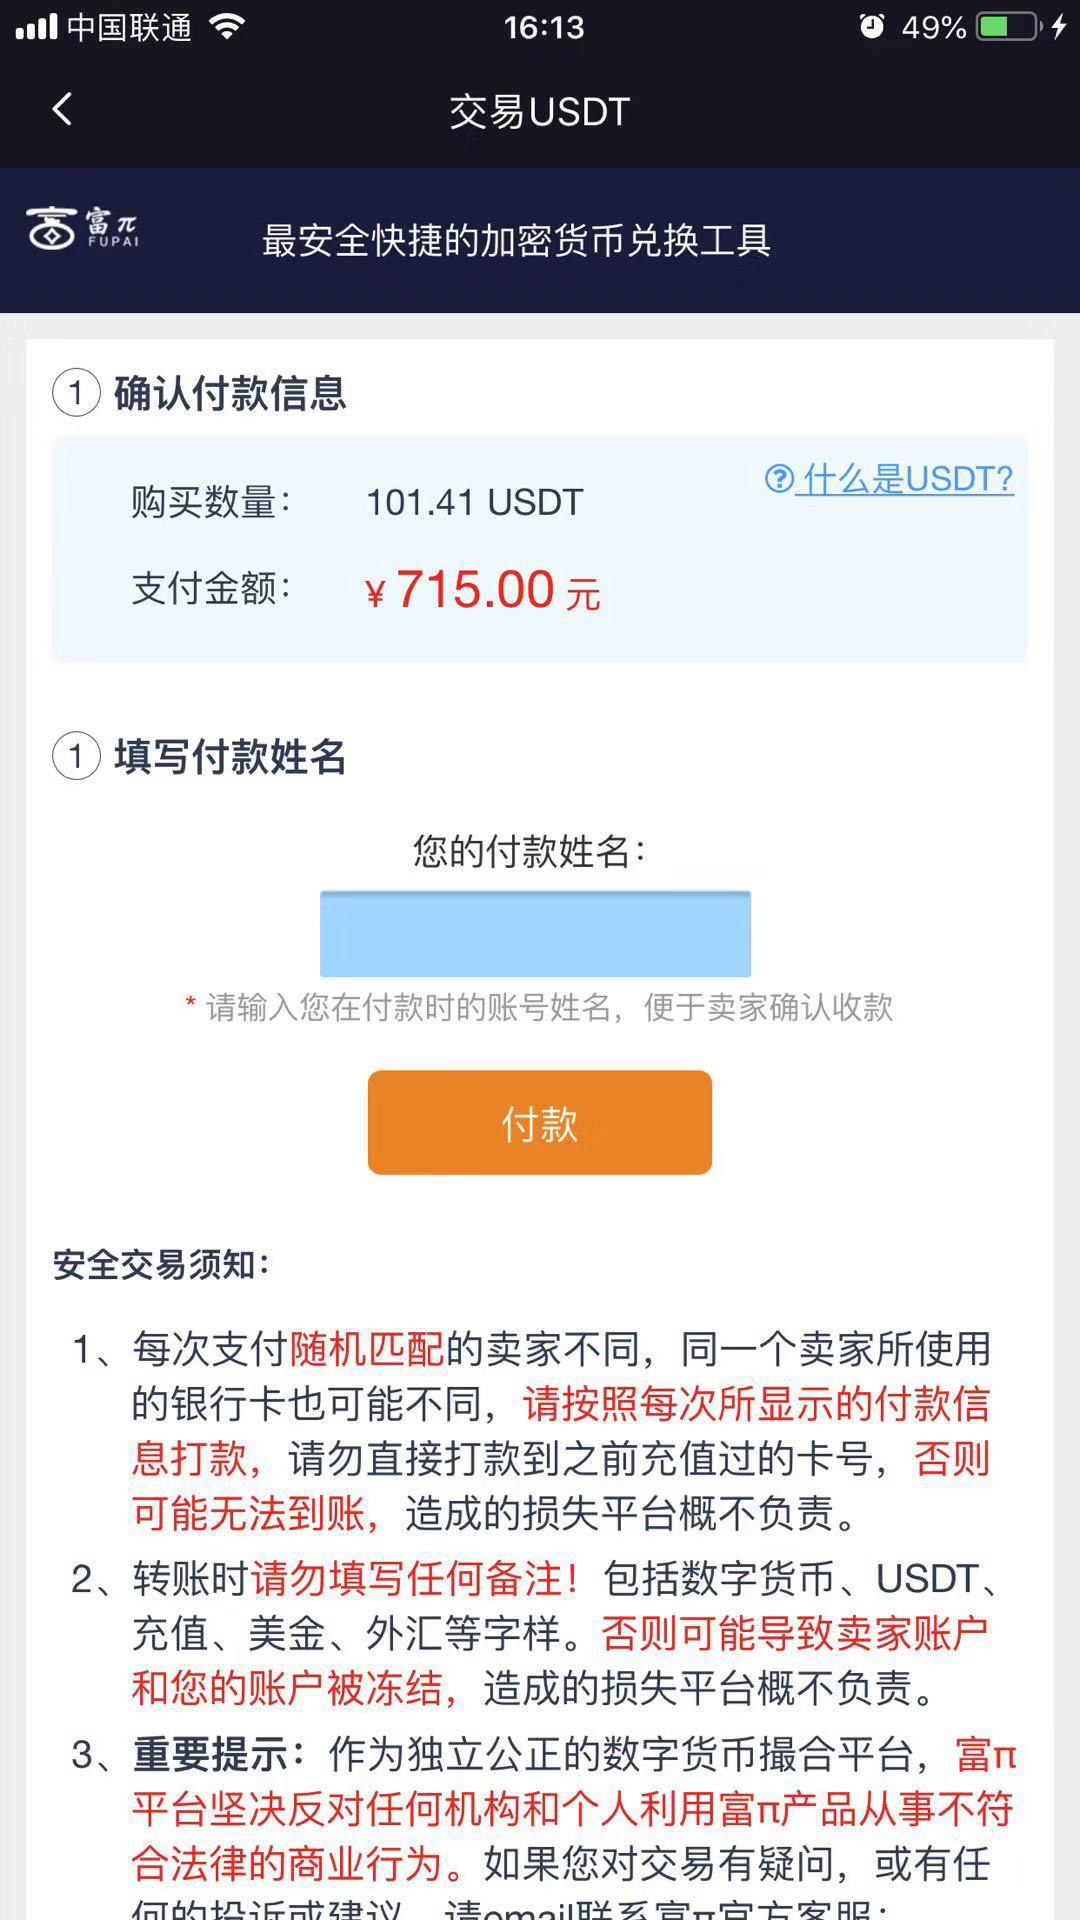 中国联通 16:13 49%
交易USDT
富π
FUPAI
最安全快捷的加密货币兑换工具
1 确认付款信息
? 什么是USDT?
购买数量: 101.41 USDT
支付金额: ¥ 715.00 元
1 填写付款姓名
您的付款姓名:
* 请输入您在付款时的账号姓名，便于卖家确认收款
付款
安全交易须知:
1、每次支付随机匹配的卖家不同，同一个卖家所使用
的银行卡也可能不同，请按照每次所显示的付款信
息打款，请勿直接打款到之前充值过的卡号，否则
可能无法到账，造成的损失平台概不负责。
2、转账时请勿填写任何备注！包括数字货币、USDT、
充值、美金、外汇等字样。否则可能导致卖家账户
和您的账户被冻结，造成的损失平台概不负责。
3、重要提示：作为独立公正的数字货币撮合平台，富π
平台坚决反对任何机构和个人利用富π产品从事不符
合法律的商业行为。如果您对交易有疑问，或有任
何的投诉或建议，请email联系富π官方客服：